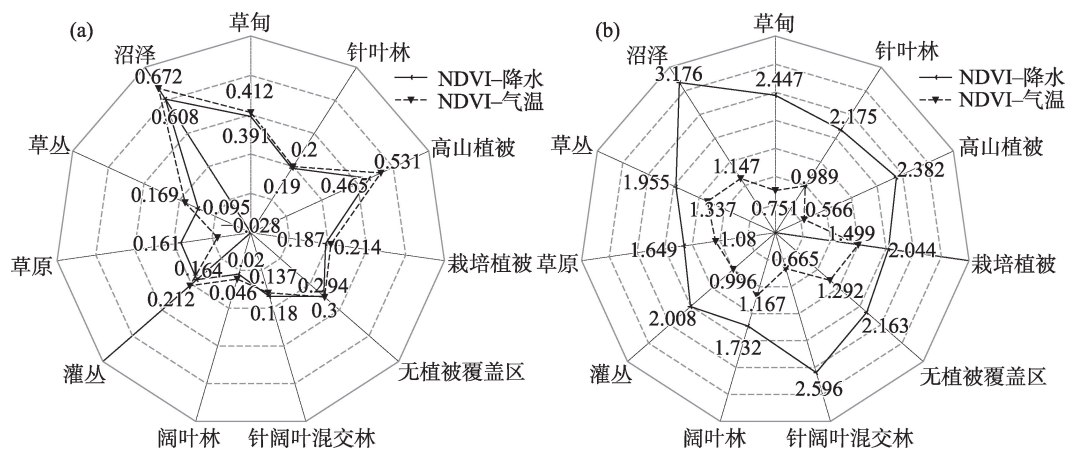 (a)
草甸
针叶林
高山植被
栽培植被
无植被覆盖区
针阔叶混交林
阔叶林
灌丛
草原
草丛
沼泽
NDVI–降水
NDVI–气温
0.672
0.608
0.412
0.391
0.2
0.19
0.531
0.465
0.187
0.214
0.294
0.3
0.137
0.118
0.02
0.046
0.164
0.212
0.161
−0.028
0.095
0.169
(b)
草甸
针叶林
高山植被
栽培植被
无植被覆盖区
针阔叶混交林
阔叶林
灌丛
草原
草丛
沼泽
NDVI–降水
NDVI–气温
3.176
2.447
2.175
2.382
2.044
2.163
2.596
1.732
2.008
1.649
1.955
1.147
0.751
0.989
0.566
1.499
1.292
0.665
1.167
0.996
1.08
1.337